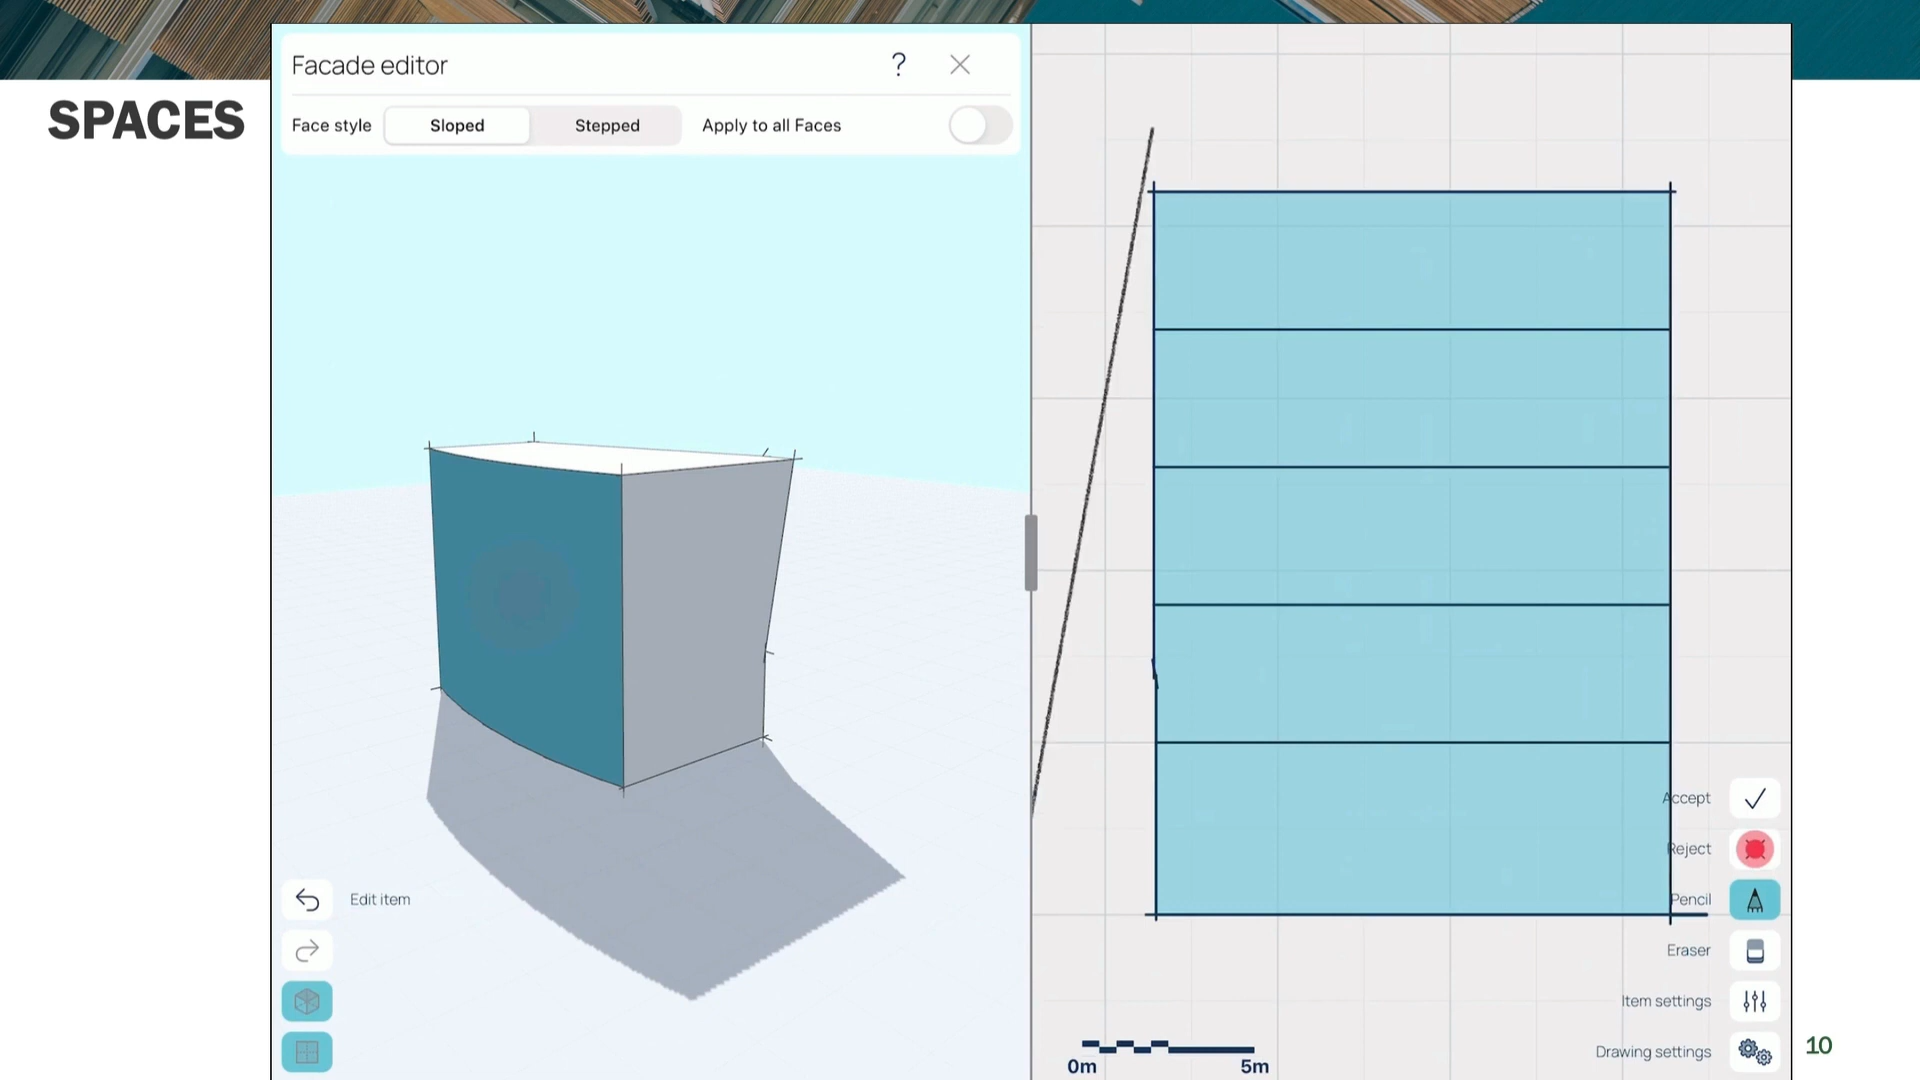 SPACES
Facade editor
?
Face style
Sloped
Stepped
Apply to all Faces
Edit item
Accept
Reject
Pencil
Eraser
Item settings
Drawing settings
0m
5m
10